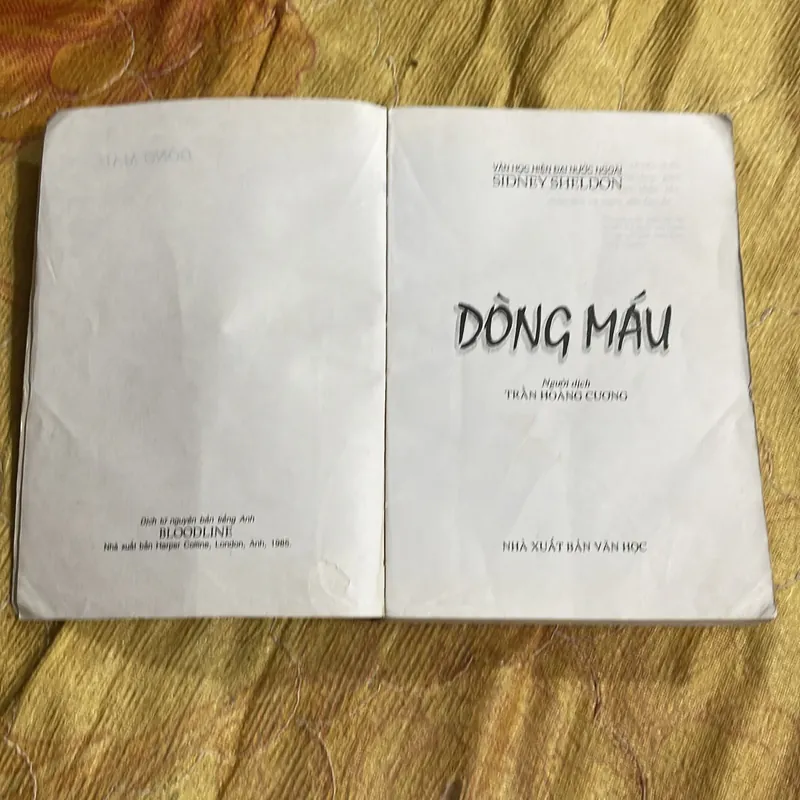 Dịch từ nguyên bản tiếng Anh
BLOODLINE
Nhà xuất bản Harper Colline, London, Anh, 1985.
VĂN HỌC HIỆN ĐẠI NƯỚC NGOÀI
SIDNEY SHELDON
DÒNG MÁU
Người dịch
TRẦN HOÀNG CƯƠNG
NHÀ XUẤT BẢN VĂN HỌC